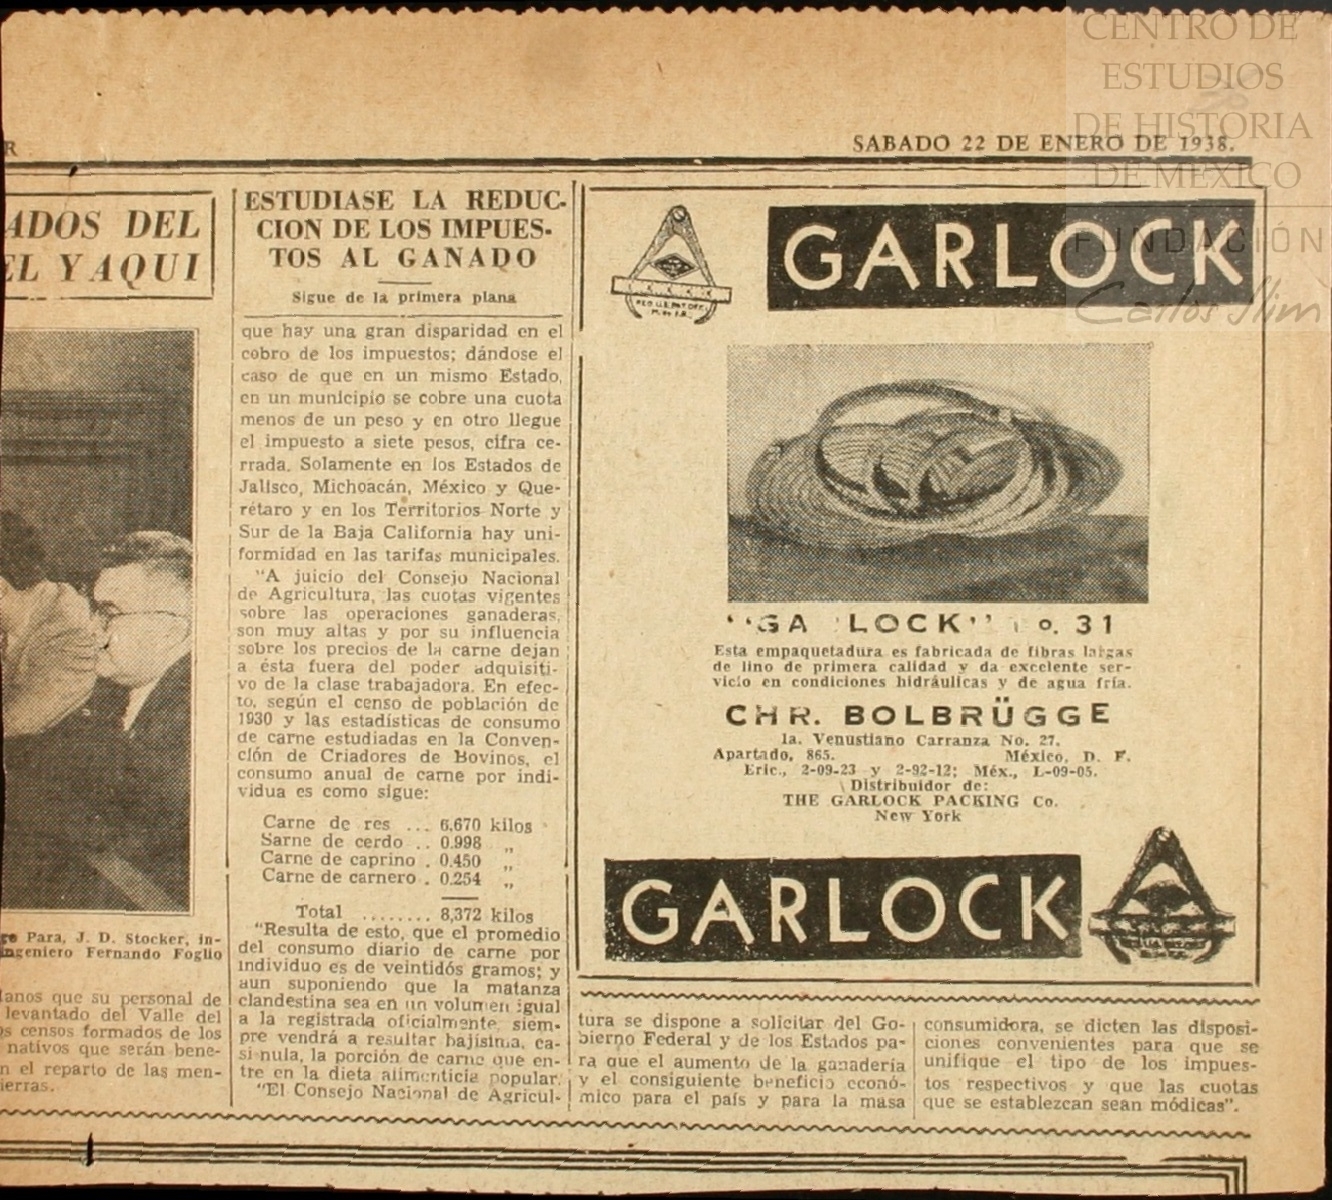 CENTRO DE
ESTUDIOS
DE HISTORIA
DE MÉXICO
FUNDACIÓN
Carlos Slim
R
SABADO 22 DE ENERO DE 1938.
ADOS DEL
EL YAQUI
J. D. Stocker, in-
ngeniero Fernando Foglio
lanos que su personal de
levantado del Valle del
os censos formados de los
nativos que serán bene-
n el reparto de las men-
ierras.
ESTUDIASE LA REDUC-
CION DE LOS IMPUES-
TOS AL GANADO
Sigue de la primera plana
que hay una gran disparidad en el
cobro de los impuestos; dándose el
caso de que en un mismo Estado,
en un municipio se cobre una cuota
menos de un peso y en otro llegue
el impuesto a siete pesos, cifra ce-
rrada. Solamente en los Estados de
Jalisco, Michoacán, México y Que-
rétaro y en los Territorios Norte y
Sur de la Baja California hay uni-
formidad en las tarifas municipales.
"A juicio del Consejo Nacional
de Agricultura, las cuotas vigentes
sobre las operaciones ganaderas,
son muy altas y por su influencia
sobre los precios de la carne dejan
a ésta fuera del poder adquisiti-
vo de la clase trabajadora. En efec-
to, según el censo de población de
1930 y las estadísticas de consumo
de carne estudiadas en la Conven-
ción de Criadores de Bovinos, el
consumo anual de carne por indi-
vidua es como sigue:
Carne de res ... 6.670 kilos
Sarne de cerdo .. 0.998 "
Carne de caprino . 0.450 "
Carne de carnero . 0.254 "
Total ........ 8,372 kilos
"Resulta de esto, que el promedio
del consumo diario de carne por
individuo es de veintidós gramos; y
aun suponiendo que la matanza
clandestina sea en un volumen igual
a la registrada oficialmente, siem-
pre vendrá a resultar bajísima, ca-
si nula, la porción de carne que en-
tre en la dieta alimenticia popular.
"El Consejo Nacional de Agricul-
tura se dispone a solicitar del Go-
bierno Federal y de los Estados pa-
ra que el aumento de la ganadería
y el consiguiente beneficio econó-
mico para el país y para la masa
consumidora, se dicten las disposi-
ciones convenientes para que se
unifique el tipo de los impues-
tos respectivos y que las cuotas
que se establezcan sean módicas".
GARLOCK
REG. U.S. PAT. OFF.
"GA LOCK" o. 31
Esta empaquetadura es fabricada de fibras largas
de lino de primera calidad y da excelente ser-
vicio en condiciones hidráulicas y de agua fría.
CHR. BOLBRÜGGE
1a. Venustiano Carranza No. 27.
Apartado, 865. México, D. F.
Eric., 2-09-23 y 2-92-12; Méx., L-09-05.
Distribuidor de:
THE GARLOCK PACKING Co.
New York
GARLOCK